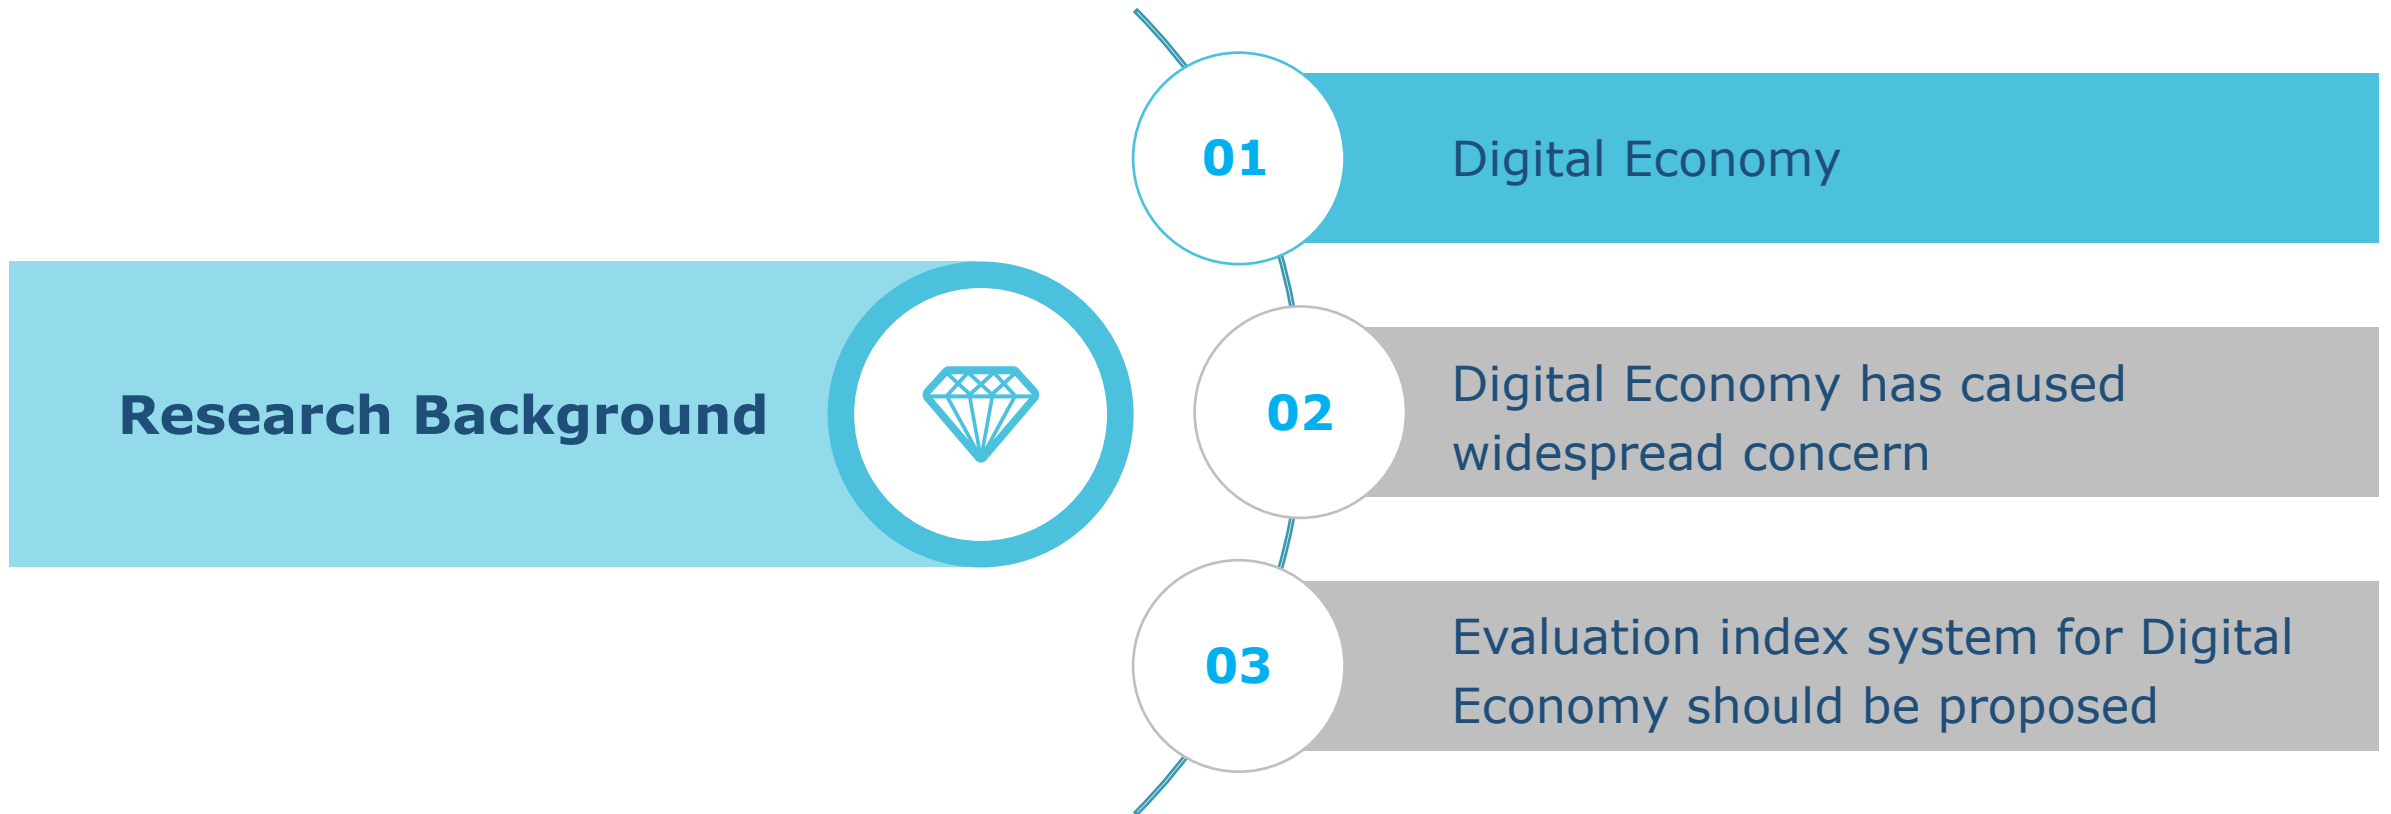 Research Background
01
Digital Economy
02
Digital Economy has caused
widespread concern
03
Evaluation index system for Digital
Economy should be proposed